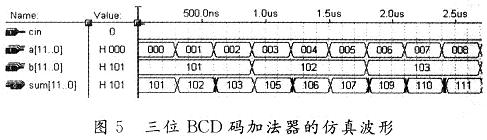 Name: Value: 500.0ns 1.0us 1.5us 2.0us 2.5us
cin 0
a[11..0] H 000 000 001 002 003 004 005 006 007 008
b[11..0] H 101 101 102 103
sum[11..0] H 101 101 102 103 105 106 107 109 110 111
图 5 三位 BCD 码加法器的仿真波形